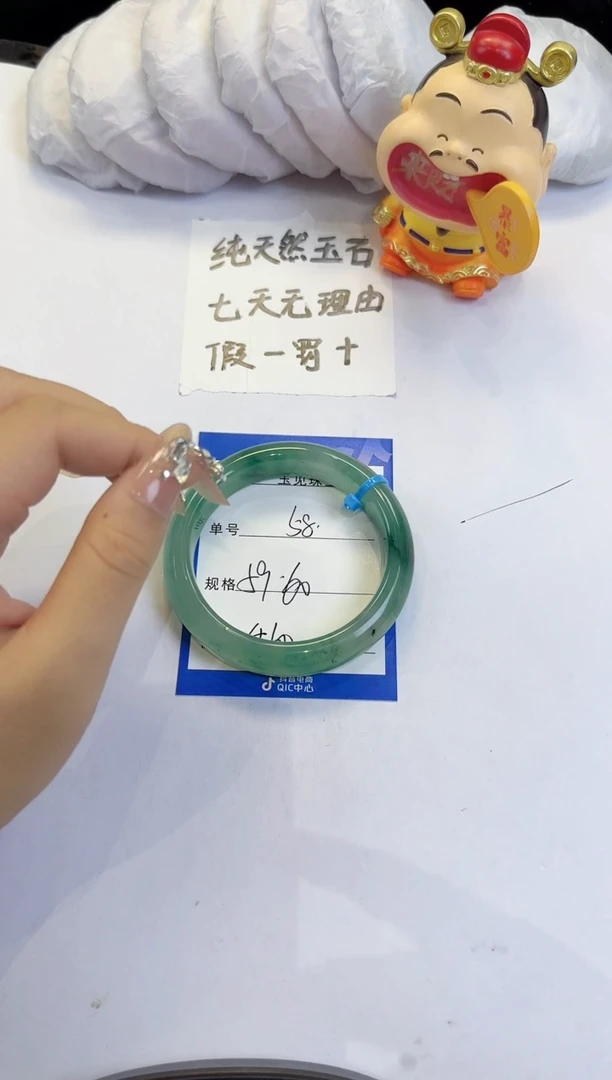 纯天然玉石
七天无理由
假一罚十
单号 58.
规格 59.60
抖音电商
QIC中心